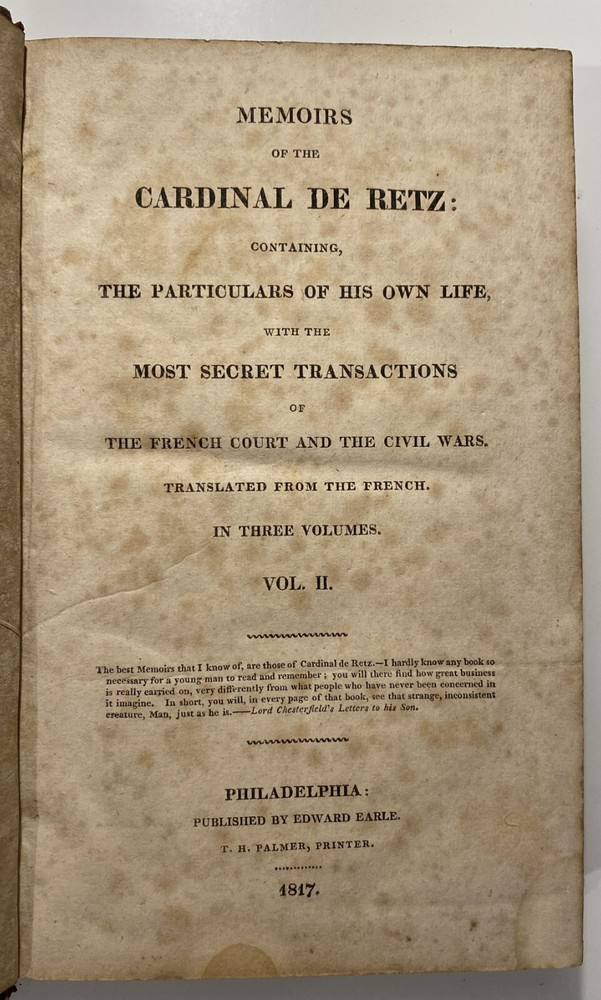 MEMOIRS
OF THE
CARDINAL DE RETZ:
CONTAINING,
THE PARTICULARS OF HIS OWN LIFE,
WITH THE
MOST SECRET TRANSACTIONS
OF
THE FRENCH COURT AND THE CIVIL WARS.
TRANSLATED FROM THE FRENCH.
IN THREE VOLUMES.
VOL. II.
The best Memoirs that I know of, are those of Cardinal de Retz.—I hardly know any book so
necessary for a young man to read and remember; you will there find how great business
is really carried on, very differently from what people who have never been concerned in
it imagine. In short, you will, in every page of that book, see that strange, inconsistent
creature, Man, just as he is.——Lord Chesterfield's Letters to his Son.
PHILADELPHIA:
PUBLISHED BY EDWARD EARLE.
T. H. PALMER, PRINTER.
1817.